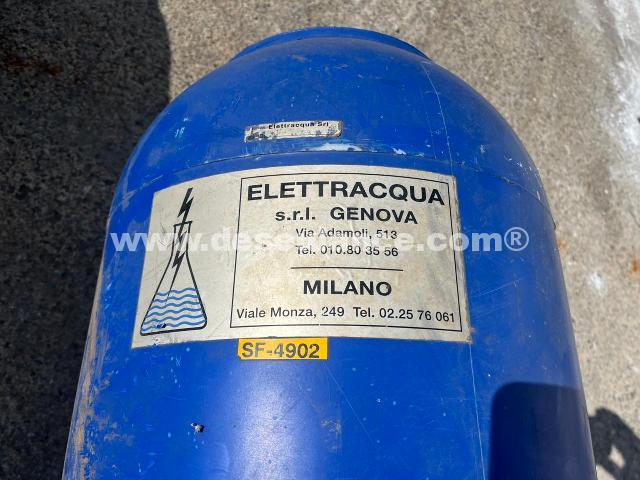 Elettracqua Srl
ELETTRACQUA
s.r.l. GENOVA
Via Adamoli, 513
Tel. 010.80 35 56
MILANO
Viale Monza, 249 Tel. 02.25 76 061
SF-4902